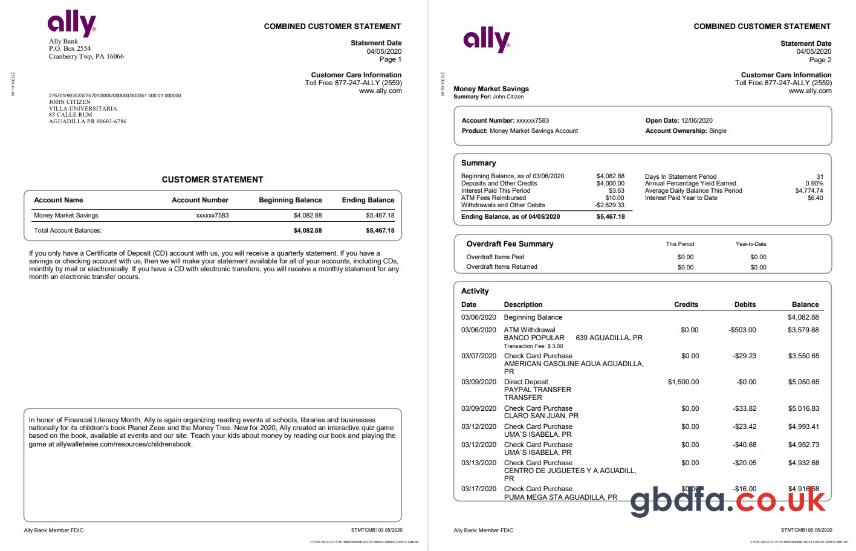 ally
Ally Bank
P.O. Box 2554
Cranberry Twp, PA 16066
COMBINED CUSTOMER STATEMENT
Statement Date
04/05/2020
Page 1
Customer Care Information
Toll Free 877-247-ALLY (2559)
www.ally.com
JOHN CITIZEN
VILLA UNIVERSITARIA
83 CALLE RUM
AGUADILLA PR 00603-6786
CUSTOMER STATEMENT
Account Name Account Number Beginning Balance Ending Balance
Money Market Savings xxxxxx7583 $4,082.88 $5,467.18
Total Account Balances: $4,082.88 $5,467.18
If you only have a Certificate of Deposit (CD) account with us, you will receive a quarterly statement. If you have a
savings or checking account with us, then we will make your statement available for all of your accounts, including CDs,
monthly by mail or electronically. If you have a CD with electronic transfers, you will receive a monthly statement for any
month an electronic transfer occurs.
In honor of Financial Literacy Month, Ally is again organizing reading events at schools, libraries and businesses
nationally for its children's book Planet Zeee and the Money Tree. New for 2020, Ally created an interactive quiz game
based on the book, available at events and our site. Teach your kids about money by reading our book and playing the
game at allywalletwise.com/resources/childrensbook.
Ally Bank Member FDIC STMTCMB100 05/2020
ally
COMBINED CUSTOMER STATEMENT
Statement Date
04/05/2020
Page 2
Customer Care Information
Toll Free 877-247-ALLY (2559)
www.ally.com
Money Market Savings
Summary For: John Citizen
Account Number: xxxxxx7583 Open Date: 12/06/2020
Product: Money Market Savings Account Account Ownership: Single
Summary
Beginning Balance, as of 03/06/2020 $4,082.88 Days In Statement Period 31
Deposits and Other Credits $4,000.00 Annual Percentage Yield Earned 0.90%
Interest Paid This Period $3.63 Average Daily Balance This Period $4,774.74
ATM Fees Reimbursed $10.00 Interest Paid Year to Date $6.40
Withdrawals and Other Debits -$2,629.33
Ending Balance, as of 04/05/2020 $5,467.18
Overdraft Fee Summary This Period Year-to-Date
Overdraft Items Paid $0.00 $0.00
Overdraft Items Returned $0.00 $0.00
Activity
Date Description Credits Debits Balance
03/06/2020 Beginning Balance $4,082.88
03/06/2020 ATM Withdrawal $0.00 -$503.00 $3,579.88
BANCO POPULAR 639 AGUADILLA, PR
Transaction Fee: $ 3.00
03/07/2020 Check Card Purchase $0.00 -$29.23 $3,550.65
AMERICAN GASOLINE AGUA AGUADILLA,
PR
03/09/2020 Direct Deposit $1,500.00 -$0.00 $5,050.65
PAYPAL TRANSFER
TRANSFER
03/09/2020 Check Card Purchase $0.00 -$33.82 $5,016.83
CLARO SAN JUAN, PR
03/12/2020 Check Card Purchase $0.00 -$23.42 $4,993.41
UMA`S ISABELA, PR
03/12/2020 Check Card Purchase $0.00 -$40.68 $4,952.73
UMA`S ISABELA, PR
03/13/2020 Check Card Purchase $0.00 -$20.05 $4,932.68
CENTRO DE JUGUETES Y A AGUADILL,
PR
03/17/2020 Check Card Purchase $0.00 -$16.00 $4,916.68
PUMA MEGA STA AGUADILLA, PR
gbdfa.co.uk
Ally Bank Member FDIC STMTCMB100 05/2020